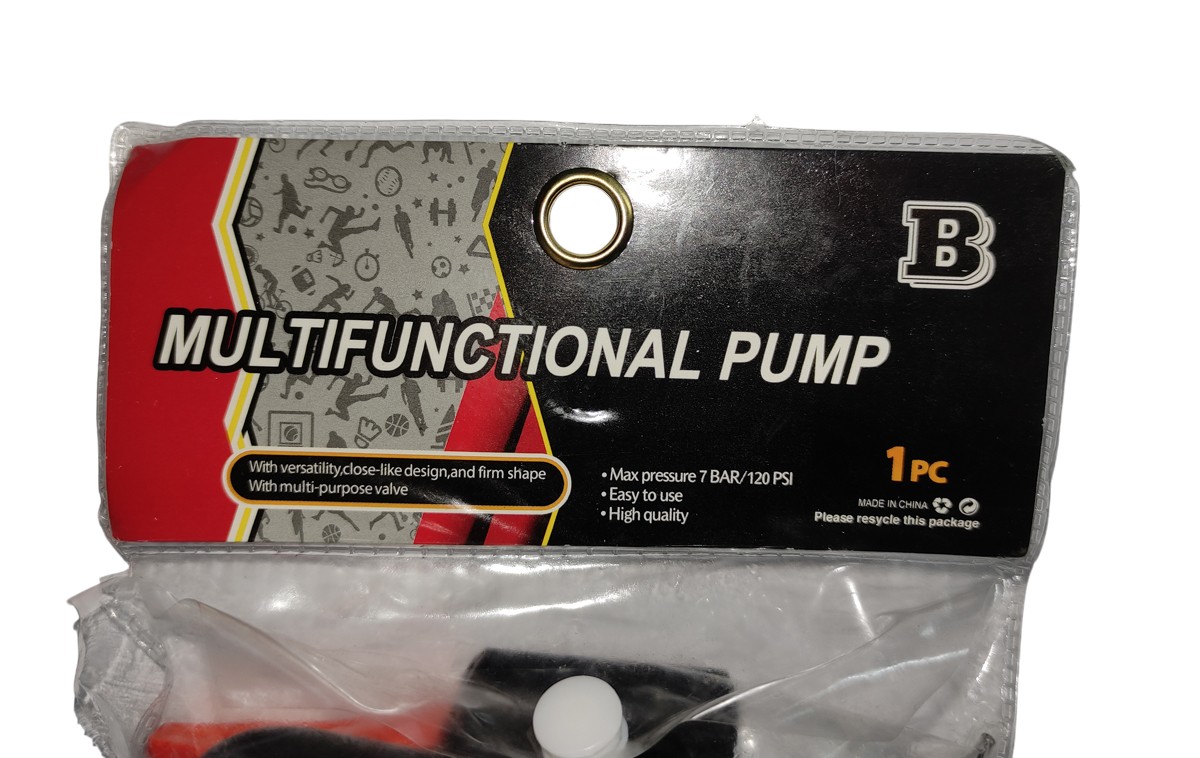 B
MULTIFUNCTIONAL PUMP
With versatility,close-like design,and firm shape
With multi-purpose valve
• Max pressure 7 BAR/120 PSI
• Easy to use
• High quality
1PC
MADE IN CHINA
Please resycle this package